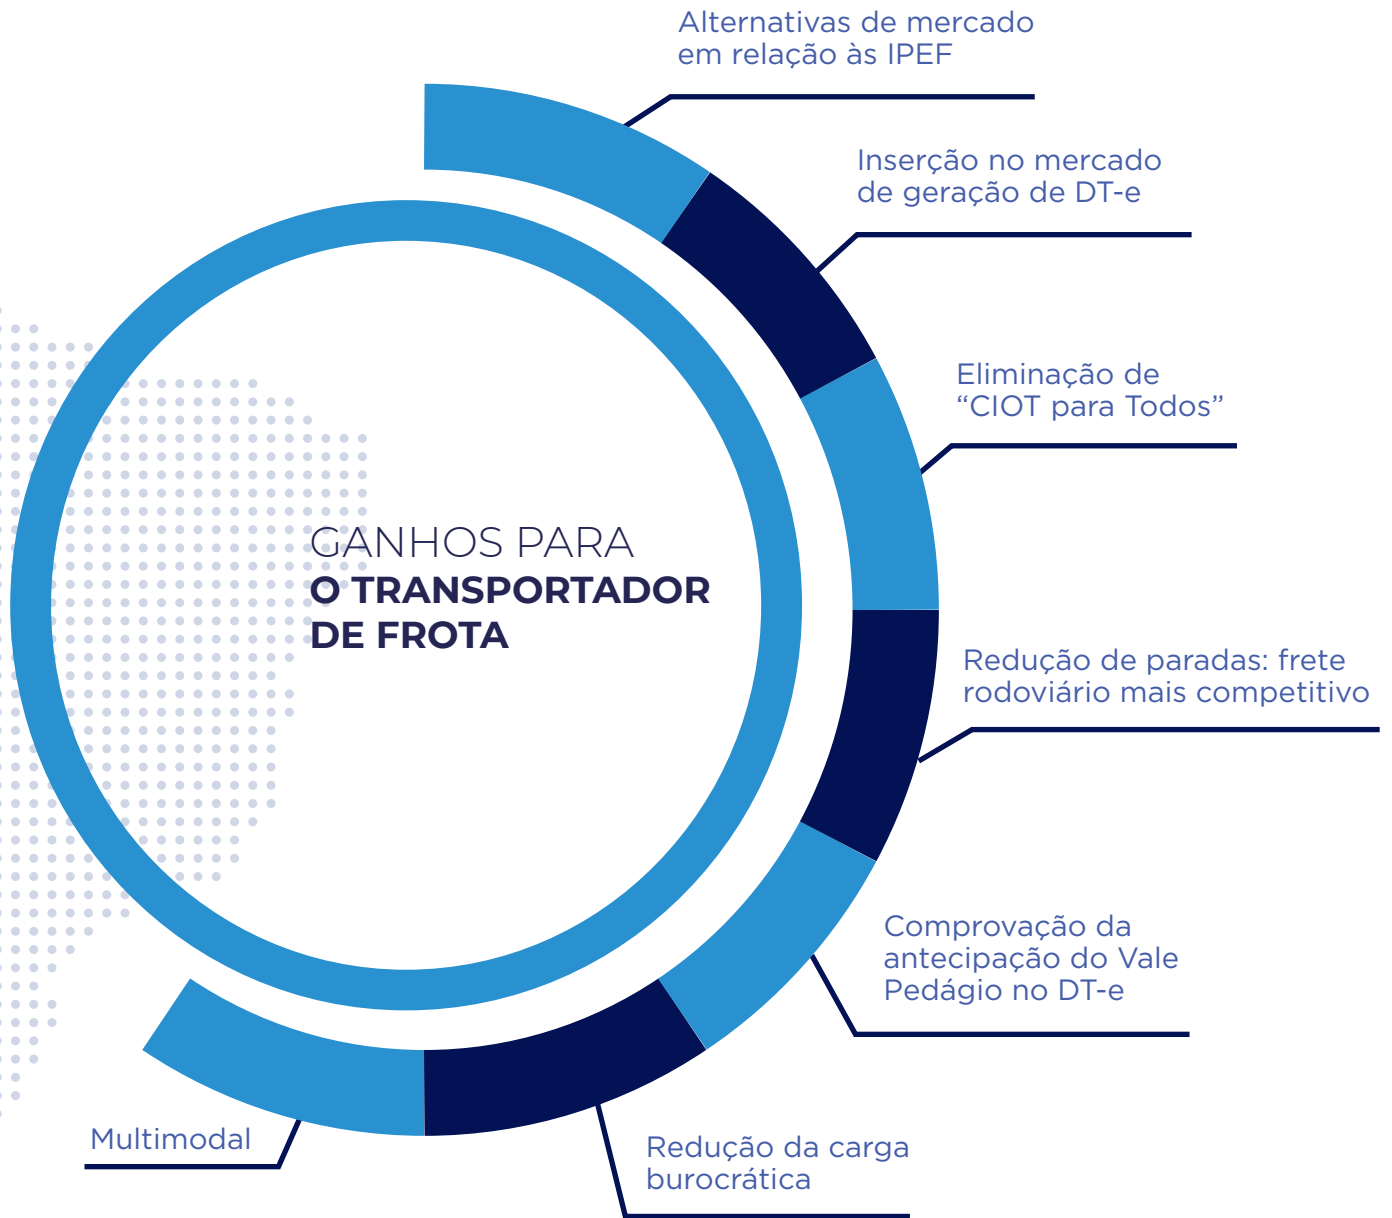 Alternativas de mercado
em relação às IPEF
Inserção no mercado
de geração de DT-e
Eliminação de
“CIOT para Todos”
GANHOS PARA
O TRANSPORTADOR
DE FROTA
Redução de paradas: frete
rodoviário mais competitivo
Comprovação da
antecipação do Vale
Pedágio no DT-e
Redução da carga
burocrática
Multimodal